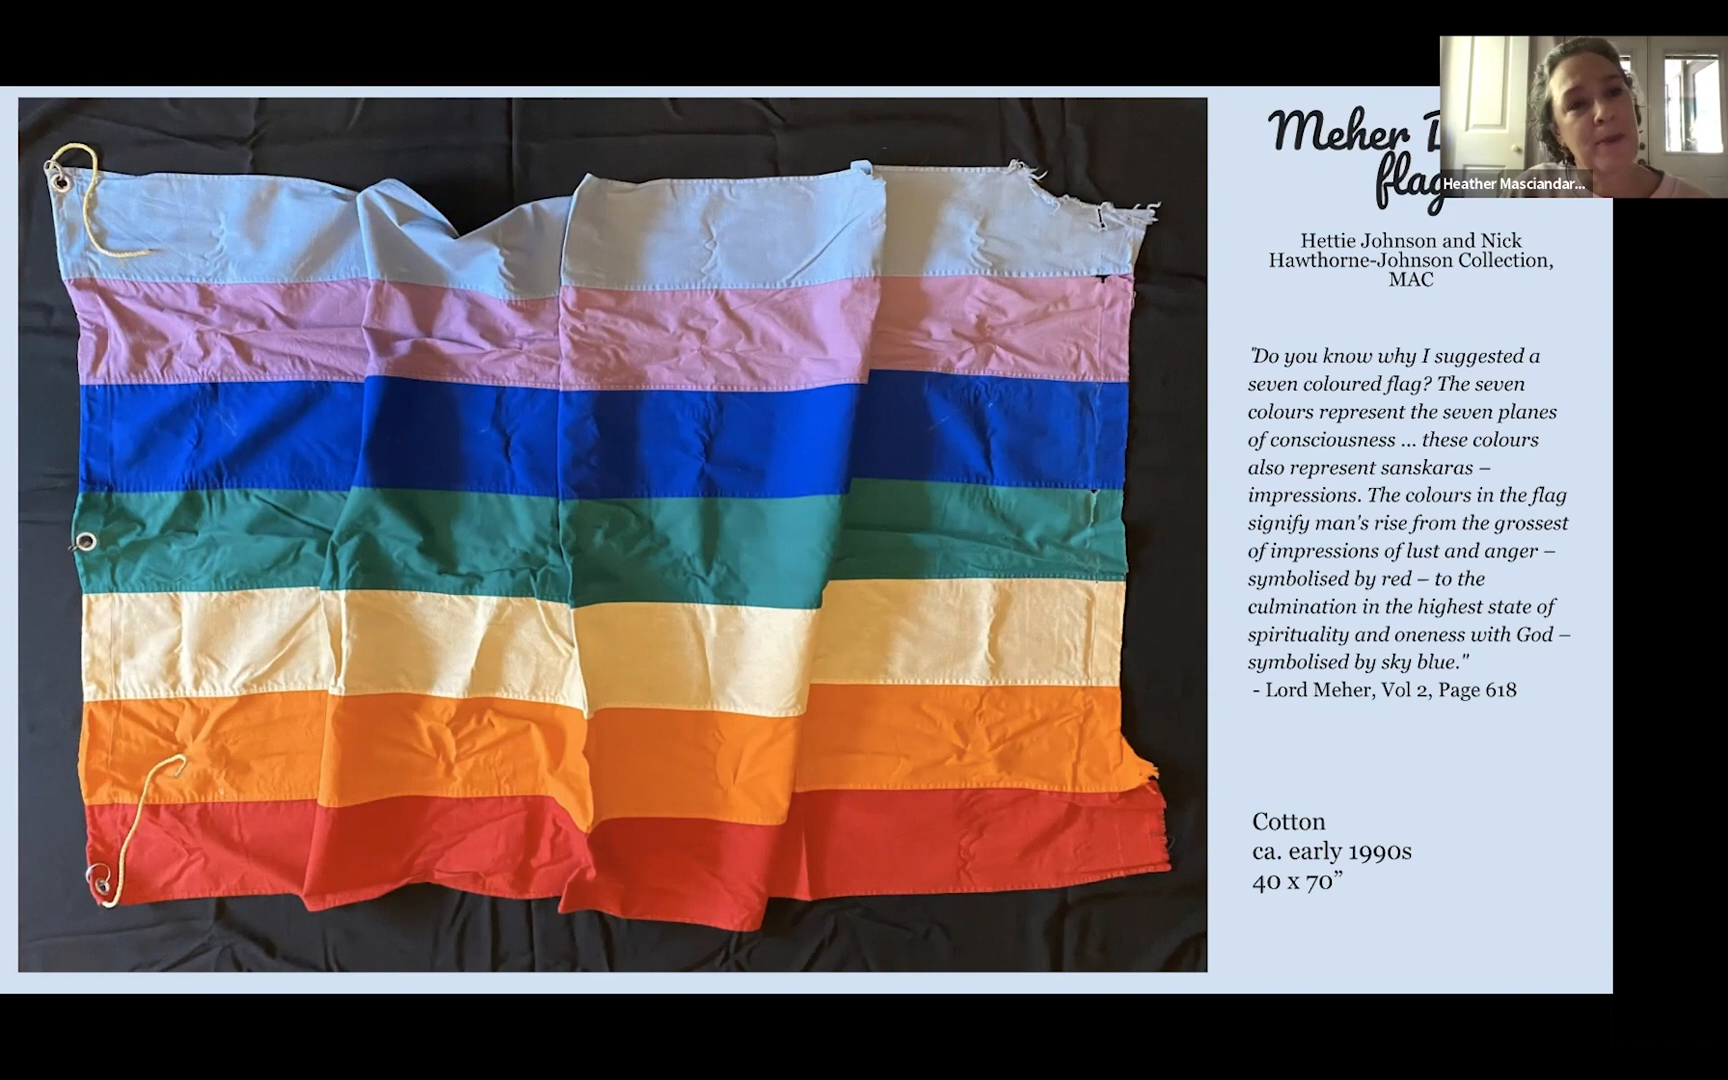 Meher
flag
Heather Masciandar...
Hettie Johnson and Nick
Hawthorne-Johnson Collection,
MAC
"Do you know why I suggested a
seven coloured flag? The seven
colours represent the seven planes
of consciousness ... these colours
also represent sanskaras –
impressions. The colours in the flag
signify man's rise from the grossest
of impressions of lust and anger –
symbolised by red – to the
culmination in the highest state of
spirituality and oneness with God –
symbolised by sky blue."
- Lord Meher, Vol 2, Page 618
Cotton
ca. early 1990s
40 x 70”